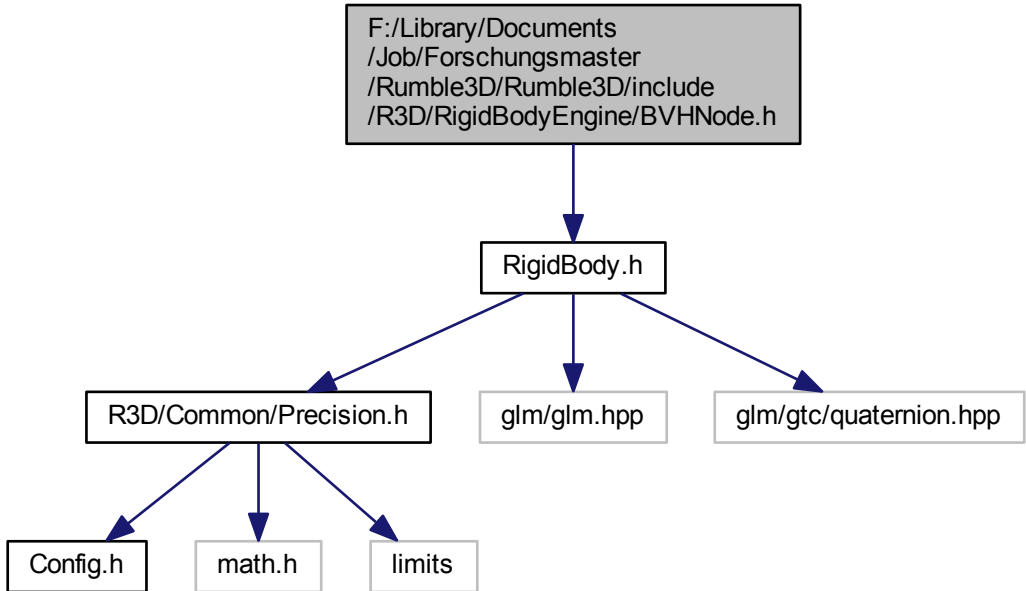 F:/Library/Documents
/Job/Forschungsmaster
/Rumble3D/Rumble3D/include
/R3D/RigidBodyEngine/BVHNode.h
RigidBody.h
R3D/Common/Precision.h
glm/glm.hpp
glm/gtc/quaternion.hpp
Config.h
math.h
limits